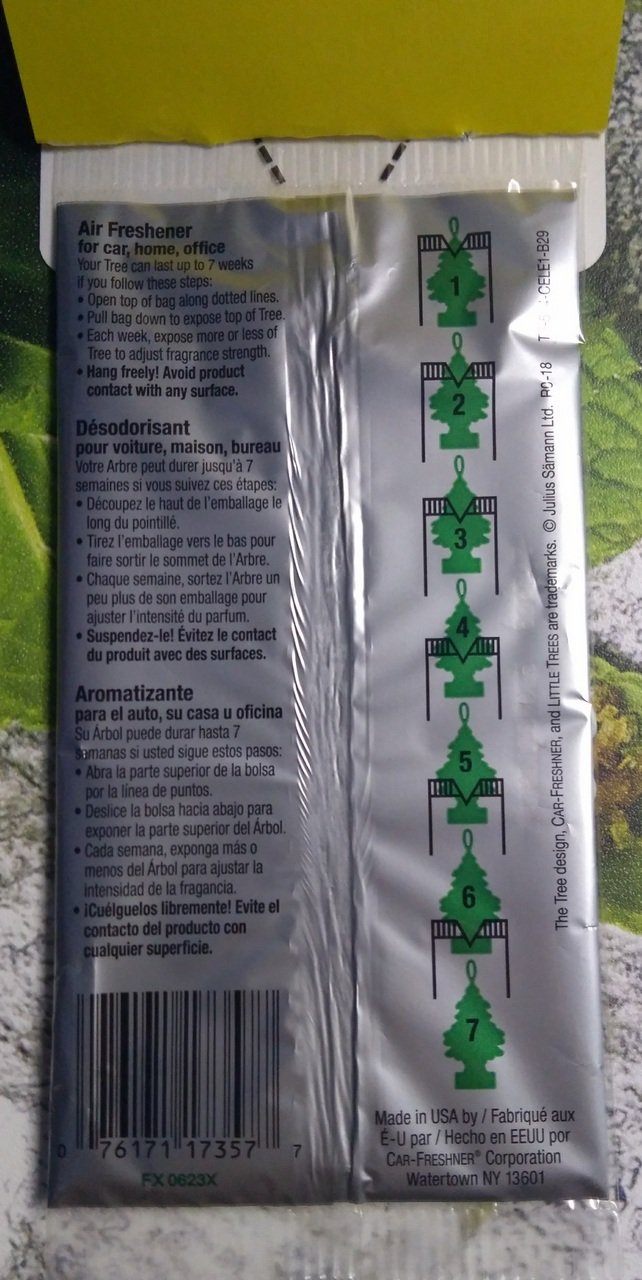 Air Freshener
for car, home, office
Your Tree can last up to 7 weeks
if you follow these steps:
• Open top of bag along dotted lines.
• Pull bag down to expose top of Tree.
• Each week, expose more or less of
Tree to adjust fragrance strength.
• Hang freely! Avoid product
contact with any surface.
Désodorisant
pour voiture, maison, bureau
Votre Arbre peut durer jusqu'à 7
semaines si vous suivez ces étapes:
• Découpez le haut de l'emballage le
long du pointillé.
• Tirez l'emballage vers le bas pour
faire sortir le sommet de l'Arbre.
• Chaque semaine, sortez l'Arbre un
peu plus de son emballage pour
ajuster l'intensité du parfum.
• Suspendez-le! Évitez le contact
du produit avec des surfaces.
Aromatizante
para el auto, su casa u oficina
Su Árbol puede durar hasta 7
semanas si usted sigue estos pasos:
• Abra la parte superior de la bolsa
por la línea de puntos.
• Deslice la bolsa hacia abajo para
exponer la parte superior del Árbol.
• Cada semana, exponga más o
menos del Árbol para ajustar la
intensidad de la fragancia.
• ¡Cuélguelos libremente! Evite el
contacto del producto con
cualquier superficie.
0 76171 17357 7
FX 0623X
1
2
3
4
5
6
7
Made in USA by / Fabriqué aux
É-U par / Hecho en EEUU por
CAR-FRESHNER® Corporation
Watertown NY 13601
The Tree design, CAR-FRESHNER, and LITTLE TREES are trademarks. © Julius Sämann Ltd. RC-18 CELE1-B29